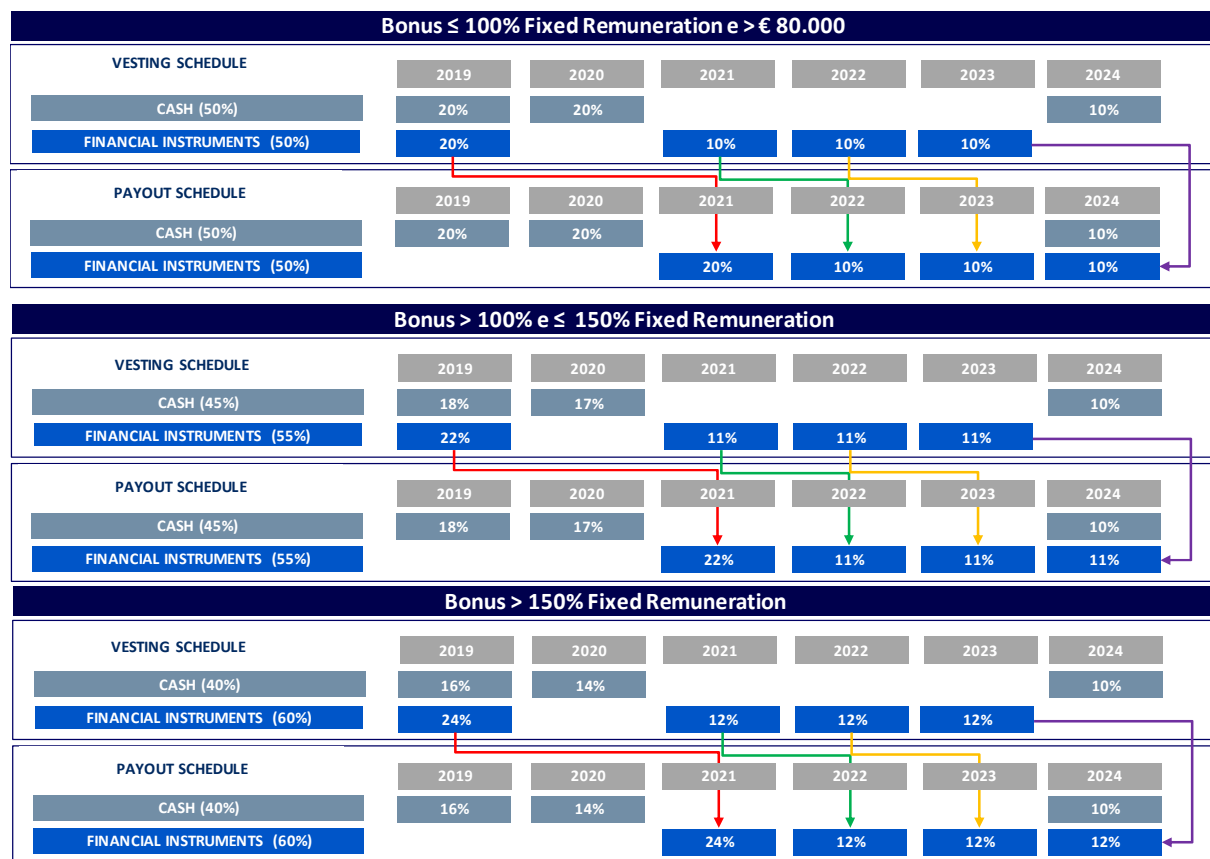 Bonus ≤ 100% Fixed Remuneration e > € 80.000
VESTING SCHEDULE 2019 2020 2021 2022 2023 2024
CASH (50%) 20% 20% 10%
FINANCIAL INSTRUMENTS (50%) 20% 10% 10% 10%
PAYOUT SCHEDULE 2019 2020 2021 2022 2023 2024
CASH (50%) 20% 20% 10%
FINANCIAL INSTRUMENTS (50%) 20% 10% 10% 10%
Bonus > 100% e ≤ 150% Fixed Remuneration
VESTING SCHEDULE 2019 2020 2021 2022 2023 2024
CASH (45%) 18% 17% 10%
FINANCIAL INSTRUMENTS (55%) 22% 11% 11% 11%
PAYOUT SCHEDULE 2019 2020 2021 2022 2023 2024
CASH (45%) 18% 17% 10%
FINANCIAL INSTRUMENTS (55%) 22% 11% 11% 11%
Bonus > 150% Fixed Remuneration
VESTING SCHEDULE 2019 2020 2021 2022 2023 2024
CASH (40%) 16% 14% 10%
FINANCIAL INSTRUMENTS (60%) 24% 12% 12% 12%
PAYOUT SCHEDULE 2019 2020 2021 2022 2023 2024
CASH (40%) 16% 14% 10%
FINANCIAL INSTRUMENTS (60%) 24% 12% 12% 12%